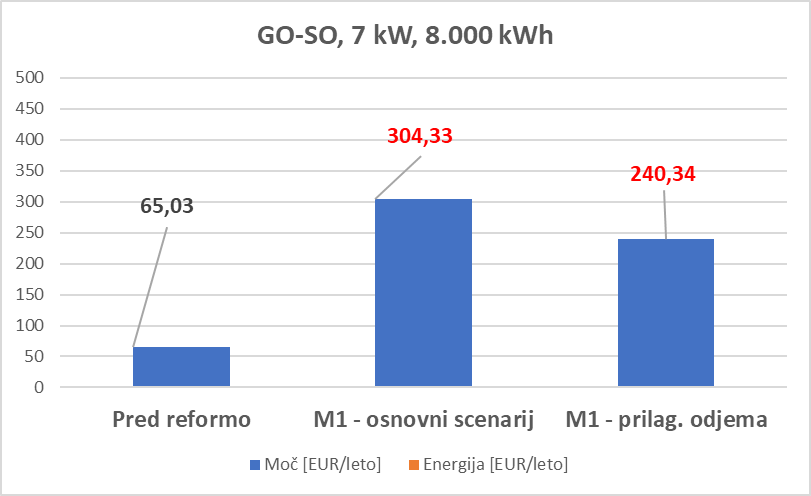 GO-SO, 7 kW, 8.000 kWh
500
450
400
350
300
250
200
150
100
50
0
65,03
304,33
240,34
Pred reformo
M1 - osnovni scenarij
M1 - prilag. odjema
Moč [EUR/leto]
Energija [EUR/leto]